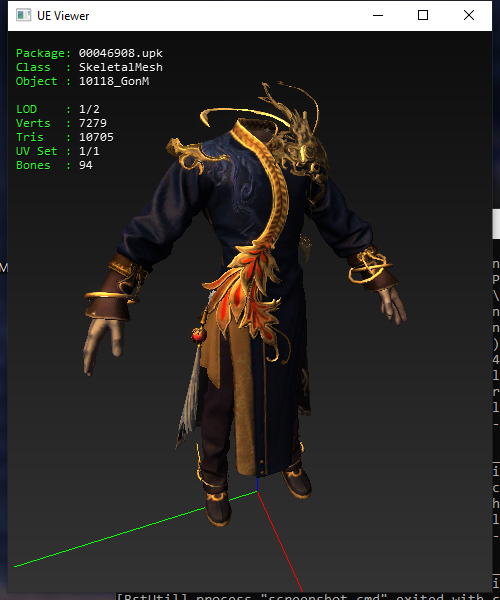 UE Viewer
Package: 00046908.upk
Class : SkeletalMesh
Object : 10118_GonM
LOD : 1/2
Verts : 7279
Tris : 10705
UV Set : 1/1
Bones : 94
M
n
P
\
n
n
)
4
l
r
l
-
i
c
h
l
-
i
[RstUtil] process "screenshot.cmd" exited with c